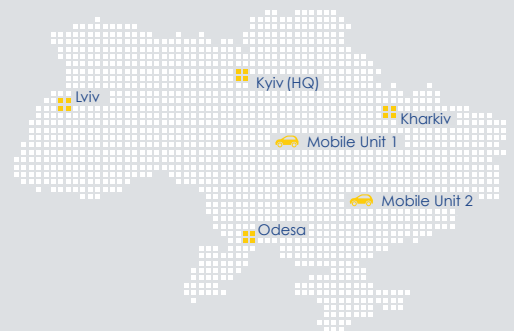 Kyiv (HQ)
Lviv
Kharkiv
Mobile Unit 1
Mobile Unit 2
Odesa